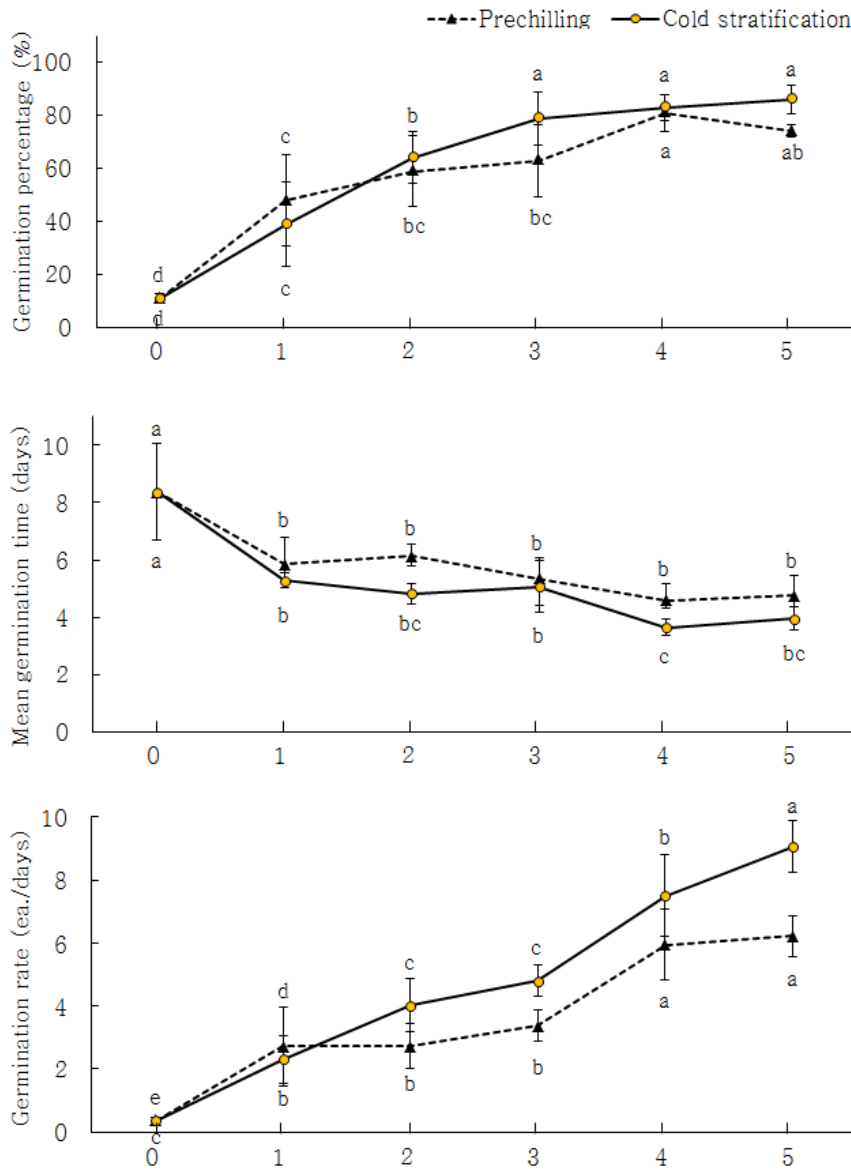 Prechilling Cold stratification
Germination percentage (%)
100
80
60
40
20
0
d
c
b
a
a
a
d
c
bc
bc
a
ab
0 1 2 3 4 5
Mean germination time (days)
10
8
6
4
2
0
a
b
b
b
b
b
a
b
bc
b
c
bc
0 1 2 3 4 5
Germination rate (ea./days)
10
8
6
4
2
0
e
d
c
c
b
a
c
b
b
b
a
a
0 1 2 3 4 5